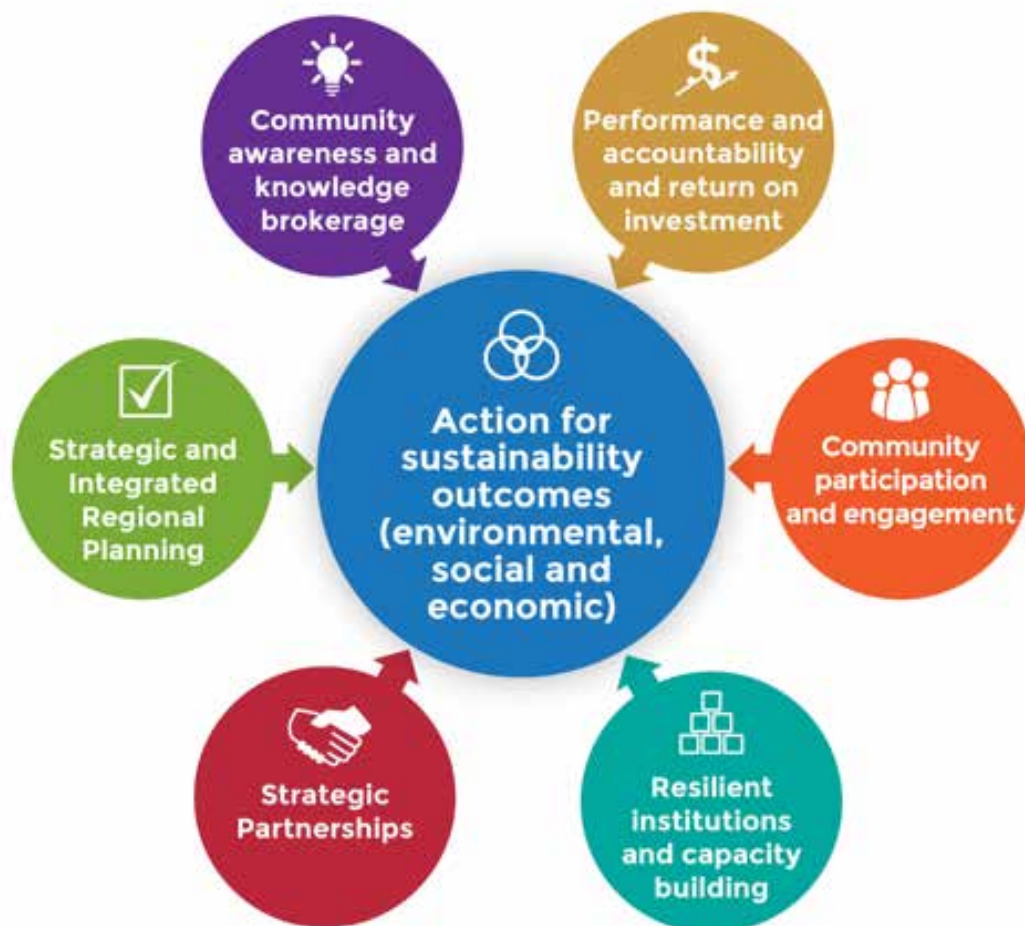 Community
awareness and
knowledge
brokerage
Performance and
accountability
and return on
investment
Strategic and
Integrated
Regional
Planning
Action for
sustainability
outcomes
(environmental,
social and
economic)
Community
participation
and engagement
Strategic
Partnerships
Resilient
institutions
and capacity
building